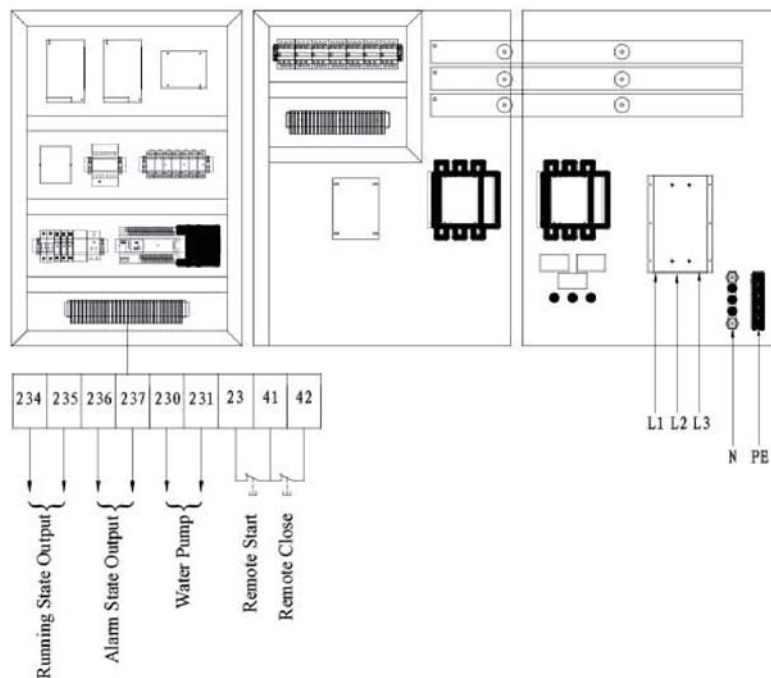 L1 L2 L3
N PE
234 235 236 237 230 231 23 41 42
Running State Output
Alarm State Output
Water Pump
Remote Start
Remote Close